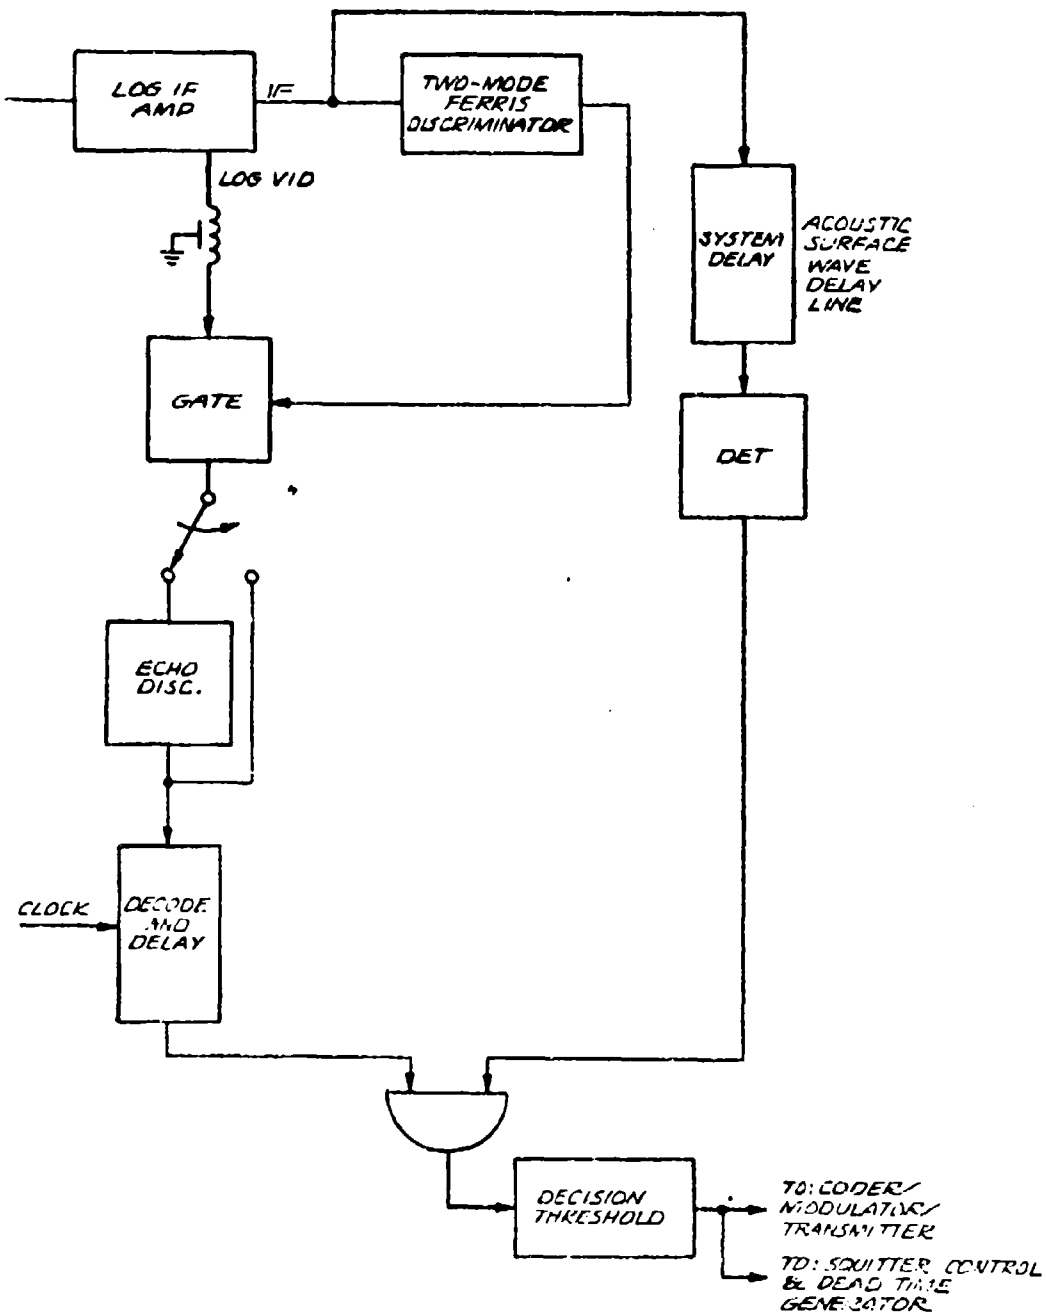 LOG IF
AMP
IF
TWO-MODE
FERRIS
DISCRIMINATOR
LOG VID
SYSTEM
DELAY
ACOUSTIC
SURFACE
WAVE
DELAY
LINE
GATE
DET
ECHO
DISC.
CLOCK
DECODE
AND
DELAY
DECISION
THRESHOLD
TO: CODER/
MODULATOR/
TRANSMITTER
TO: SQUITTER CONTROL
& DEAD TIME
GENERATOR